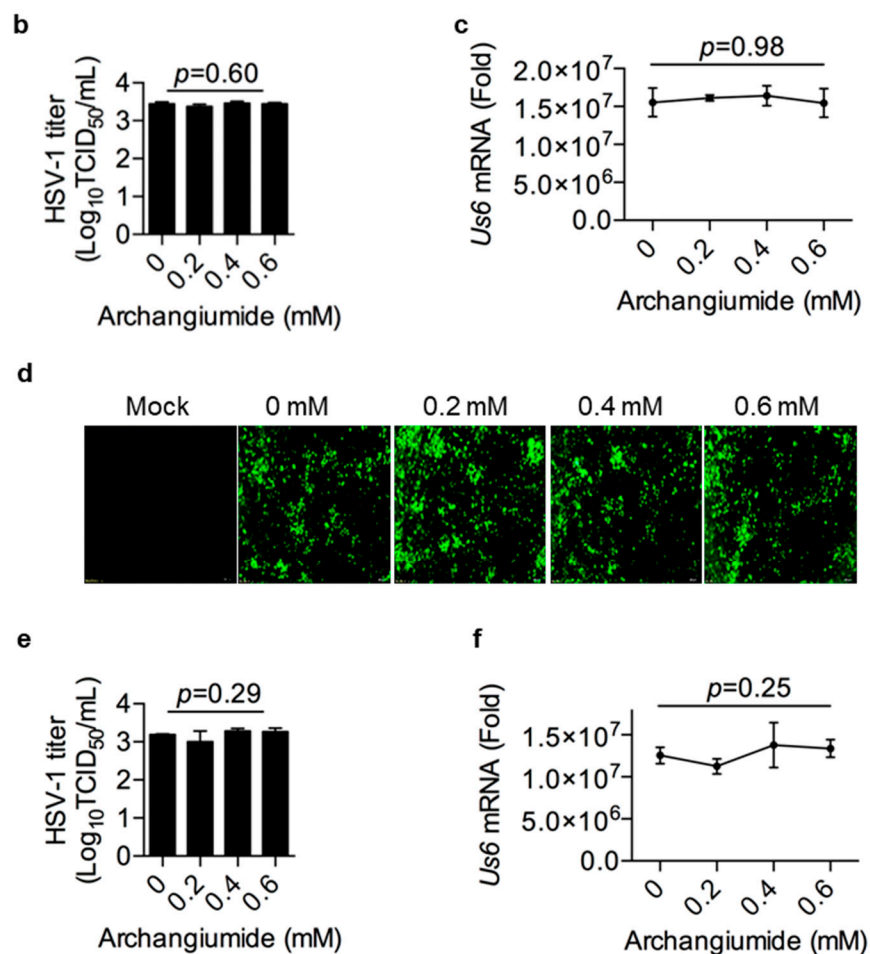 b
p=0.60
HSV-1 titer
(Log₁₀TCID₅₀/mL)
4
3
2
1
0
0 0.2 0.4 0.6
Archangiumide (mM)
c
p=0.98
Us6 mRNA (Fold)
2.0×10⁷
1.5×10⁷
1.0×10⁷
5.0×10⁶
0.0
0 0.2 0.4 0.6
Archangiumide (mM)
d
Mock 0 mM 0.2 mM 0.4 mM 0.6 mM
e
p=0.29
HSV-1 titer
(Log₁₀TCID₅₀/mL)
4
3
2
1
0
0 0.2 0.4 0.6
Archangiumide (mM)
f
p=0.25
Us6 mRNA (Fold)
1.5×10⁷
1.0×10⁷
5.0×10⁶
0.0
0 0.2 0.4 0.6
Archangiumide (mM)